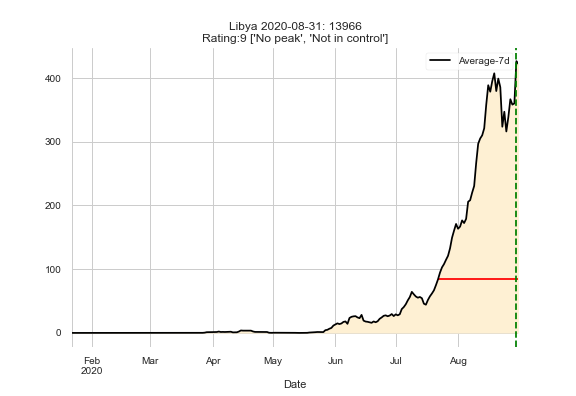 Libya 2020-08-31: 13966
Rating:9 ['No peak', 'Not in control']
Average-7d
400
300
200
100
0
Feb Mar Apr May Jun Jul Aug
2020
Date